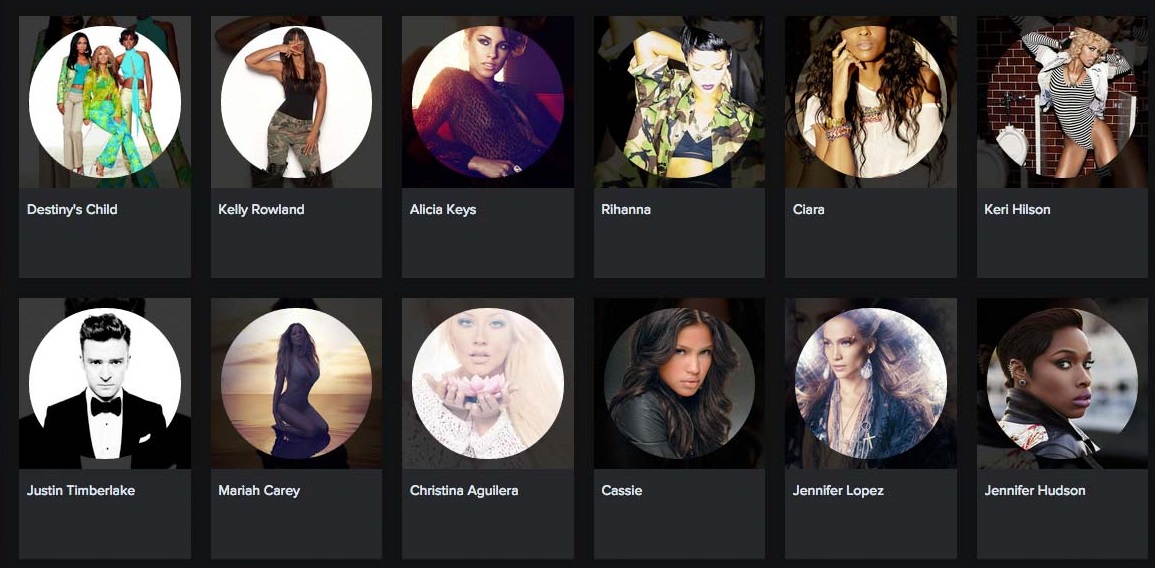 Destiny's Child
Kelly Rowland
Alicia Keys
Rihanna
Ciara
Keri Hilson
Justin Timberlake
Mariah Carey
Christina Aguilera
Cassie
Jennifer Lopez
Jennifer Hudson